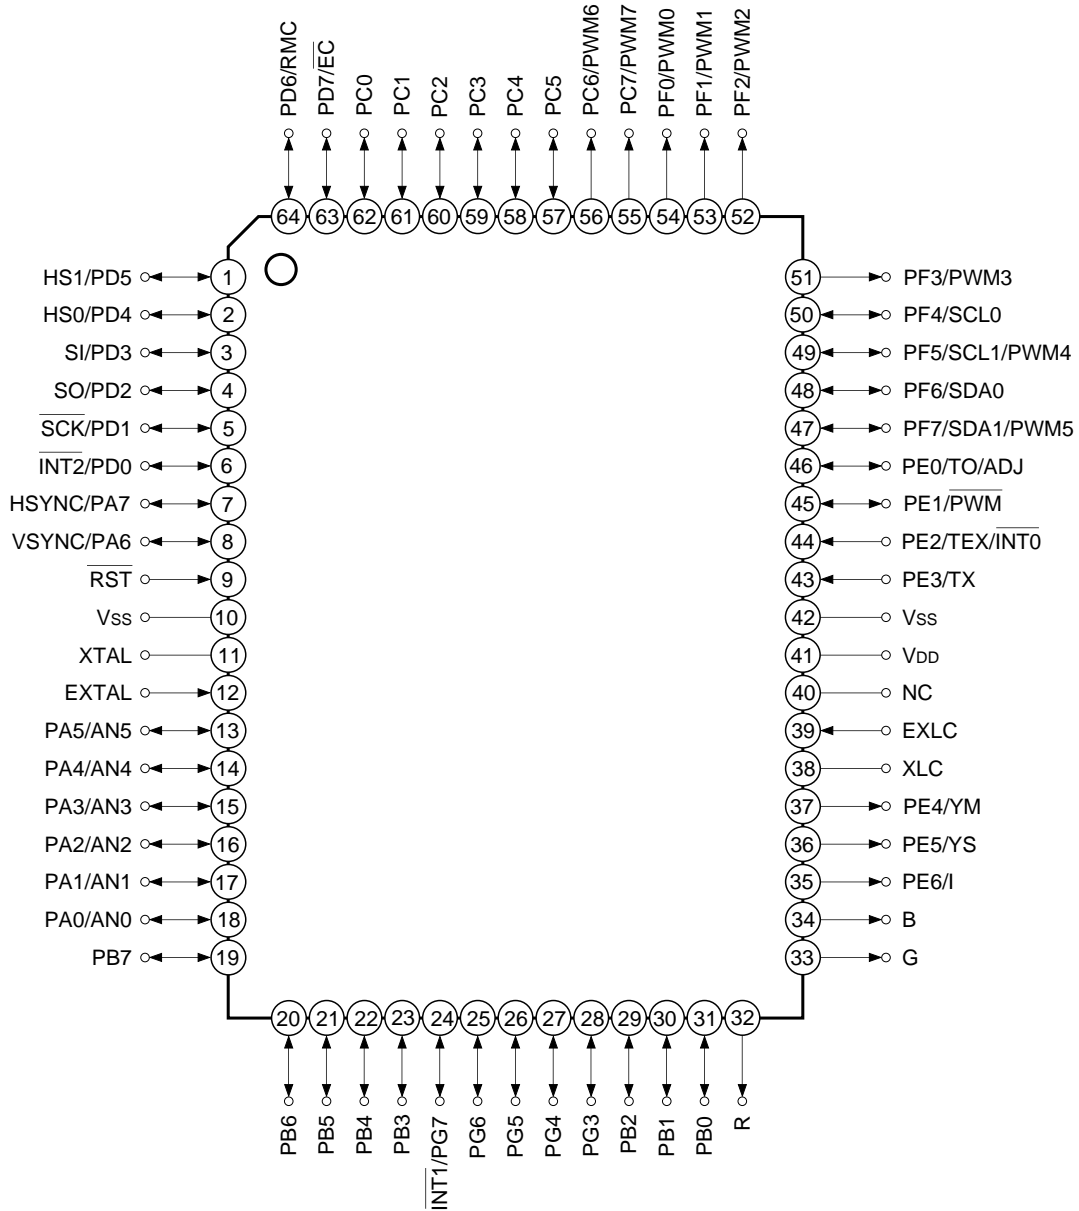 PD6/RMC
PD7/EC
PC0
PC1
PC2
PC3
PC4
PC5
PC6/PWM6
PC7/PWM7
PF0/PWM0
PF1/PWM1
PF2/PWM2
64 63 62 61 60 59 58 57 56 55 54 53 52
HS1/PD5 1
HS0/PD4 2
SI/PD3 3
SO/PD2 4
SCK/PD1 5
INT2/PD0 6
HSYNC/PA7 7
VSYNC/PA6 8
RST 9
Vss 10
XTAL 11
EXTAL 12
PA5/AN5 13
PA4/AN4 14
PA3/AN3 15
PA2/AN2 16
PA1/AN1 17
PA0/AN0 18
PB7 19
51 PF3/PWM3
50 PF4/SCL0
49 PF5/SCL1/PWM4
48 PF6/SDA0
47 PF7/SDA1/PWM5
46 PE0/TO/ADJ
45 PE1/PWM
44 PE2/TEX/INT0
43 PE3/TX
42 Vss
41 VDD
40 NC
39 EXLC
38 XLC
37 PE4/YM
36 PE5/YS
35 PE6/I
34 B
33 G
20 21 22 23 24 25 26 27 28 29 30 31 32
PB6
PB5
PB4
PB3
INT1/PG7
PG6
PG5
PG4
PG3
PB2
PB1
PB0
R